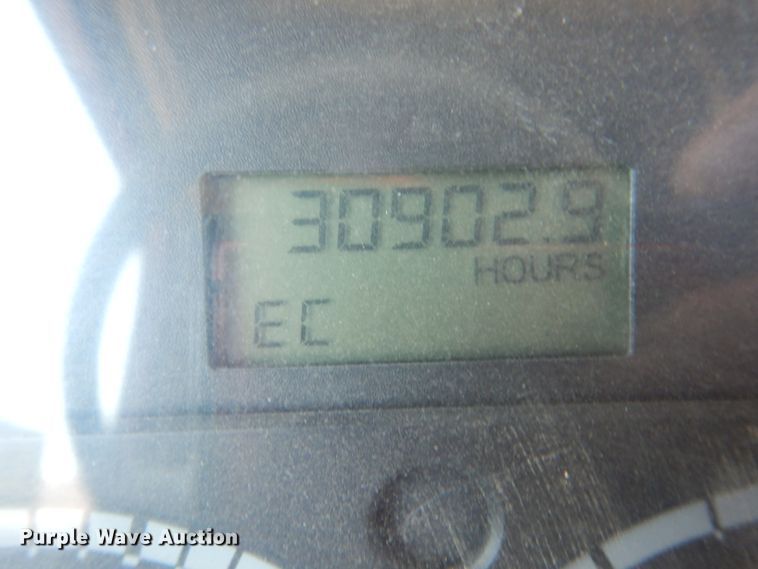 30902.9
HOURS
EC
Purple Wave Auction